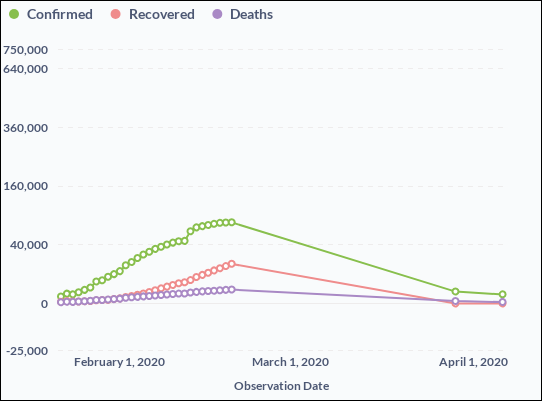 Confirmed Recovered Deaths
750,000
640,000
360,000
160,000
40,000
0
-25,000
February 1, 2020 March 1, 2020 April 1, 2020
Observation Date